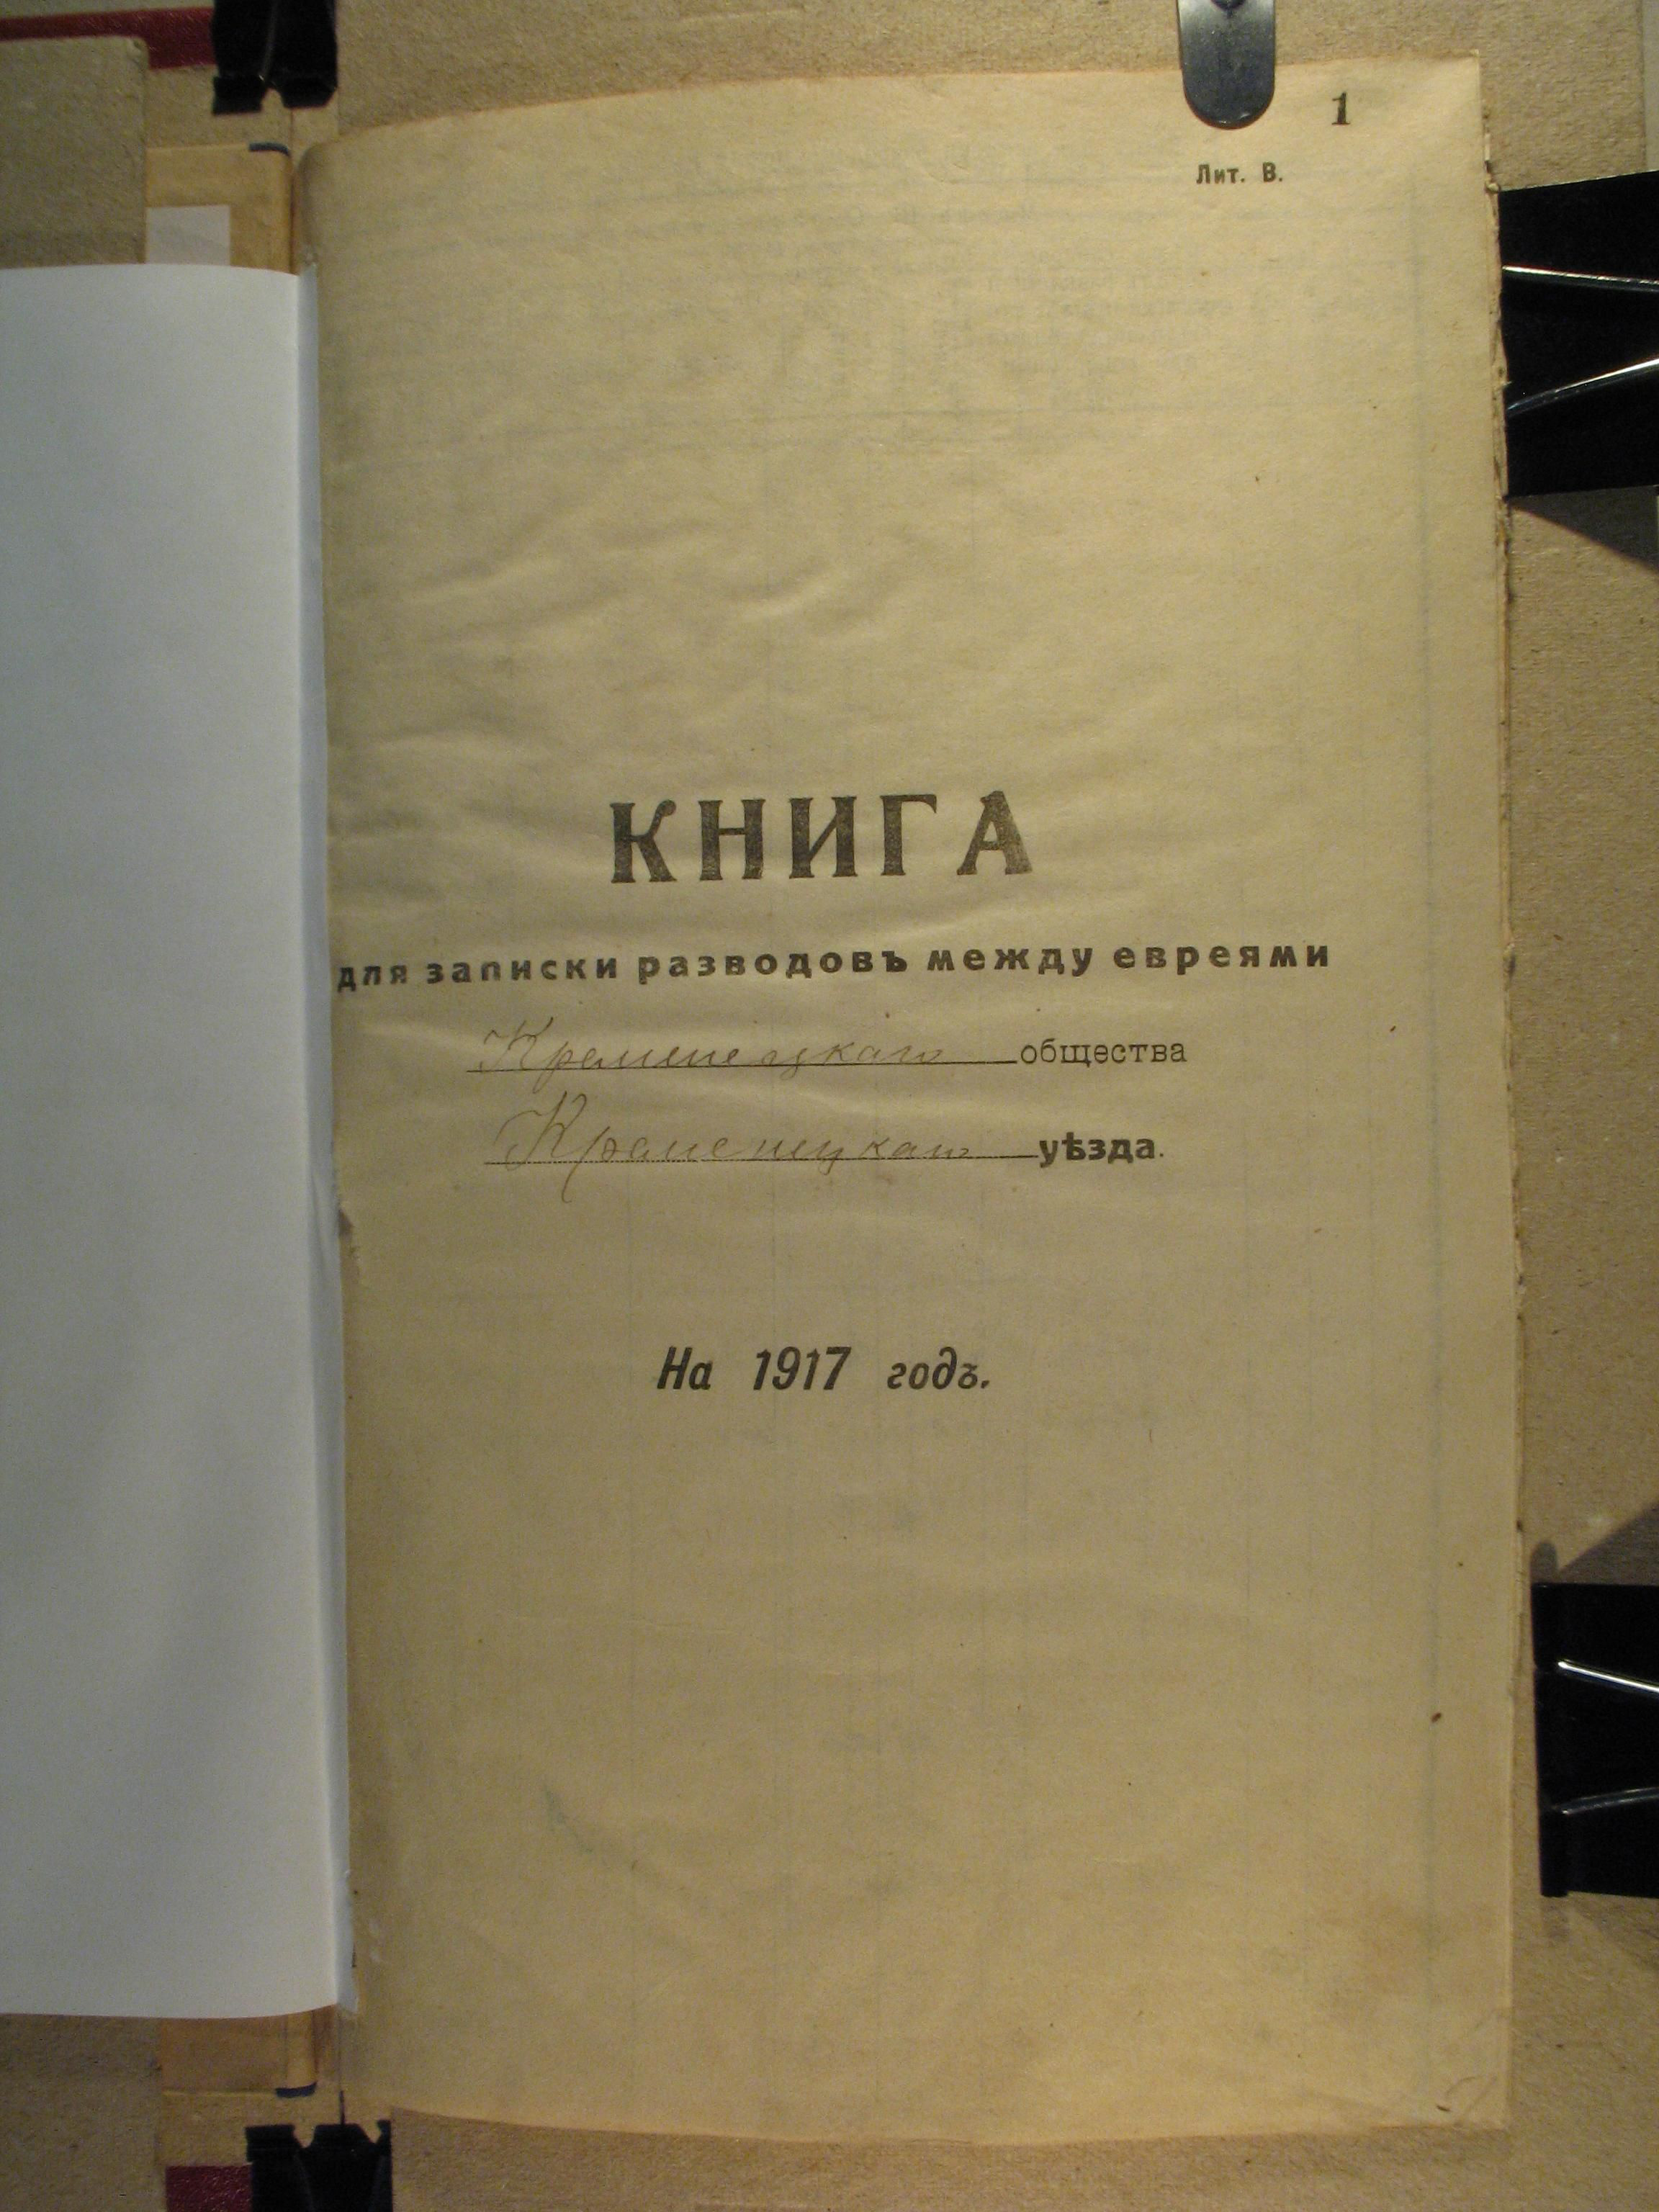 1
Лит. В.
КНИГА
для записки разводовъ между евреями
Кременецкаго общества
Кременецкаго уѣзда.
На 1917 годъ.